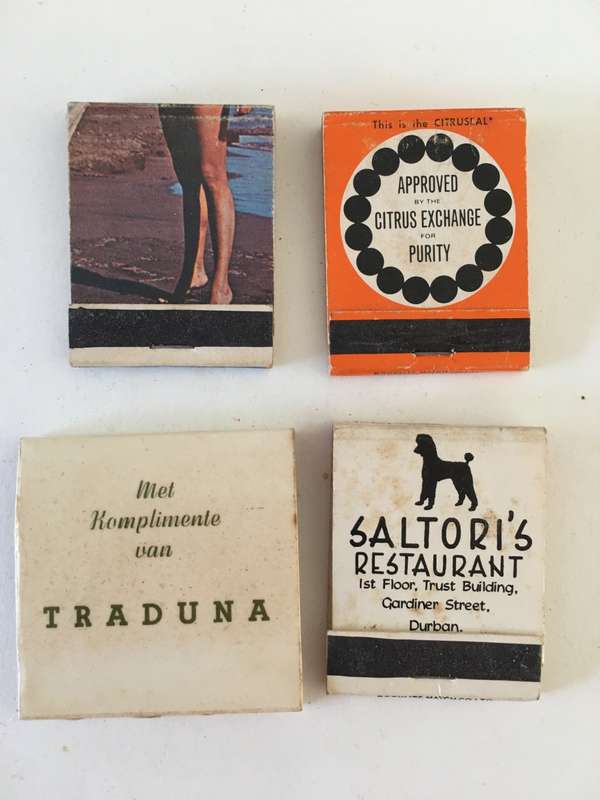 This is the CITRUSEAL*
APPROVED
BY THE
CITRUS EXCHANGE
FOR
PURITY
Met
Komplimente
van
TRADUNA
SALTORI'S
RESTAURANT
1st Floor, Trust Building,
Gardiner Street,
Durban.